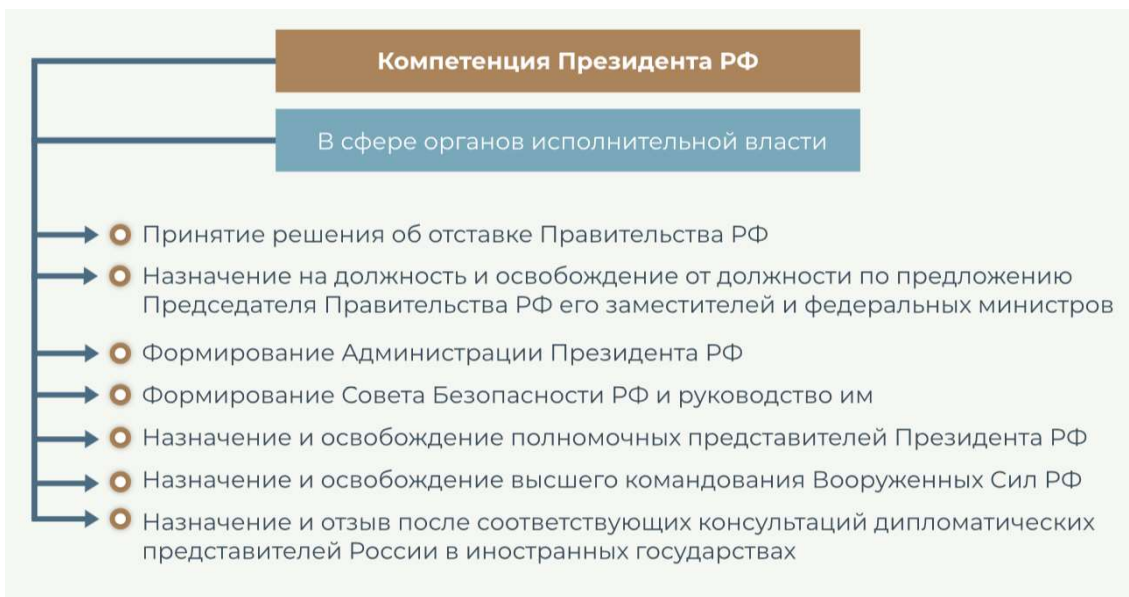 Компетенция Президента РФ
В сфере органов исполнительной власти
Принятие решения об отставке Правительства РФ
Назначение на должность и освобождение от должности по предложению
Председателя Правительства РФ его заместителей и федеральных министров
Формирование Администрации Президента РФ
Формирование Совета Безопасности РФ и руководство им
Назначение и освобождение полномочных представителей Президента РФ
Назначение и освобождение высшего командования Вооруженных Сил РФ
Назначение и отзыв после соответствующих консультаций дипломатических
представителей России в иностранных государствах